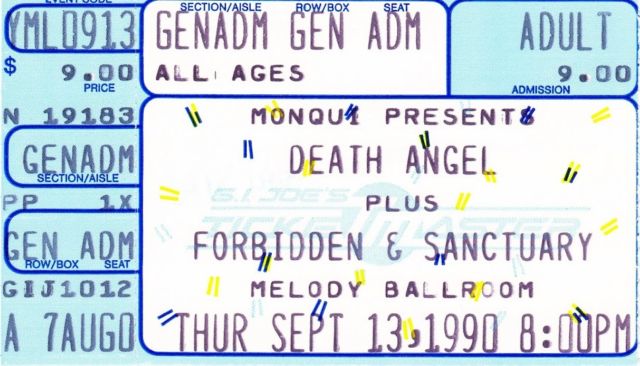 EVENT CODE
YML0913
$ 9.00
PRICE
N 19183
GENADM
SECTION/AISLE
PP 1X
GEN ADM
ROW/BOX SEAT
GIJ1012
A 7AUG0
SECTION/AISLE ROW/BOX SEAT
GENADM GEN ADM ADULT
ALL AGES 9.00
ADMISSION
MONQUI PRESENTS
DEATH ANGEL
G.I. JOE'S
PLUS
TICKETMASTER
FORBIDDEN & SANCTUARY
MELODY BALLROOM
THUR SEPT 13,1990 8:00PM